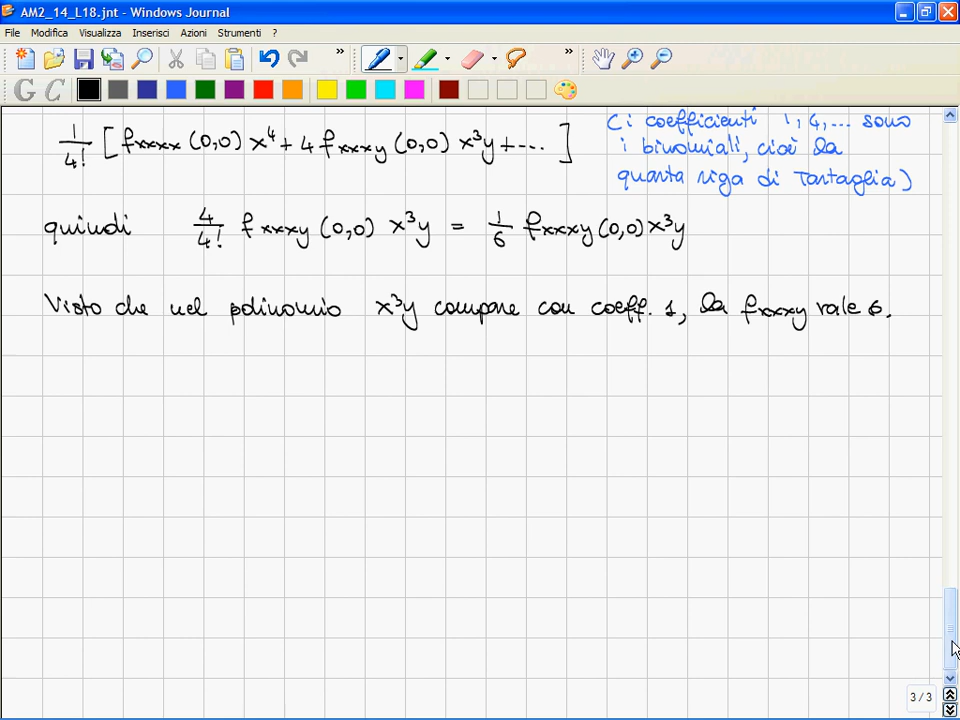 AM2_14_L18.jnt - Windows Journal
File Modifica Visualizza Inserisci Azioni Strumenti ?
1/4! [fxxxx (0,0) x⁴ + 4 fxxxy (0,0) x³y + ... ]
(i coefficienti 1, 4, ... sono
i binomiali, cioè la
quarta riga di Tartaglia)
quindi 4/4! fxxxy (0,0) x³y = 1/6 fxxxy (0,0) x³y
Visto che nel polinomio x³y compare con coeff. 1, la fxxxy vale 6.
3 / 3